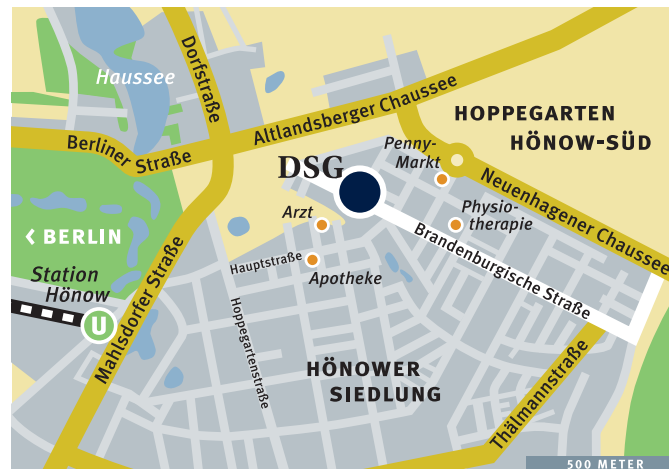 Haussee
Dorfstraße
Altlandsberger Chaussee
Berliner Straße
HOPPEGARTEN
HÖNOW-SÜD
Penny-
Markt
DSG
Neuenhagener Chaussee
Arzt
Physio-
therapie
< BERLIN
Brandenburgische Straße
Station
Hönow
U
Mahlsdorfer Straße
Hauptstraße
Apotheke
Hoppegartenstraße
HÖNOWER
SIEDLUNG
Thälmannstraße
500 METER